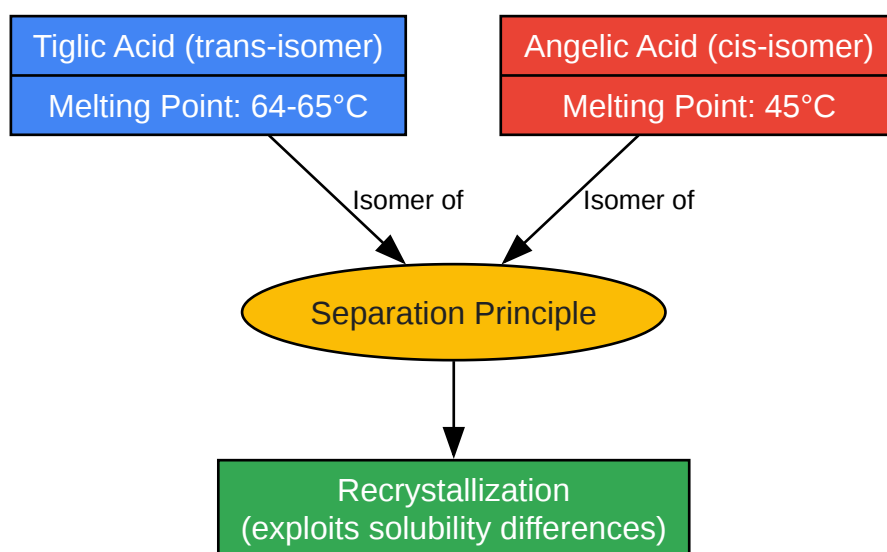 Tiglic Acid (trans-isomer)
Melting Point: 64-65°C
Angelic Acid (cis-isomer)
Melting Point: 45°C
Isomer of
Isomer of
Separation Principle
Recrystallization
(exploits solubility differences)